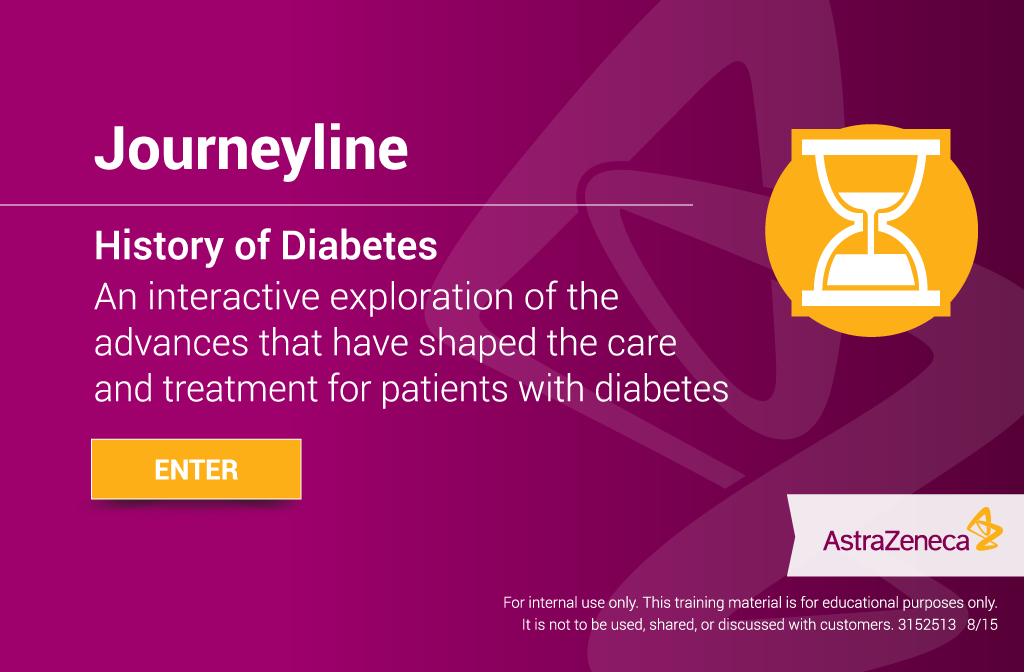 Journeyline
History of Diabetes
An interactive exploration of the
advances that have shaped the care
and treatment for patients with diabetes
ENTER
AstraZeneca
For internal use only. This training material is for educational purposes only.
It is not to be used, shared, or discussed with customers. 3152513 8/15